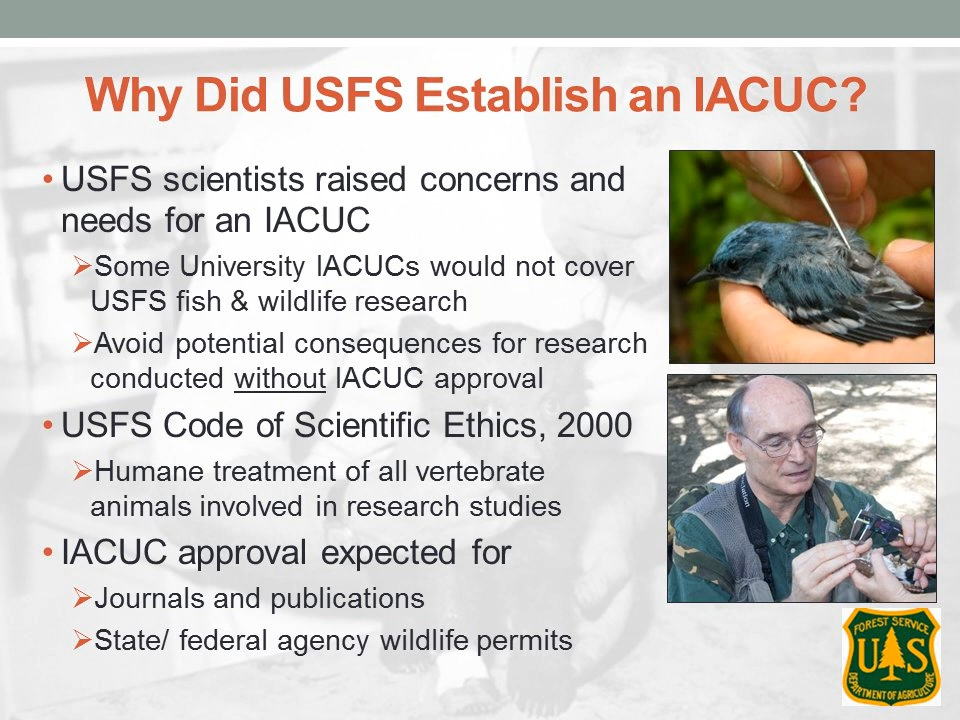 Why Did USFS Establish an IACUC?
• USFS scientists raised concerns and
needs for an IACUC
➢ Some University IACUCs would not cover
USFS fish & wildlife research
➢ Avoid potential consequences for research
conducted without IACUC approval
• USFS Code of Scientific Ethics, 2000
➢ Humane treatment of all vertebrate
animals involved in research studies
• IACUC approval expected for
➢ Journals and publications
➢ State/ federal agency wildlife permits
FOREST SERVICE
U S
DEPARTMENT OF AGRICULTURE